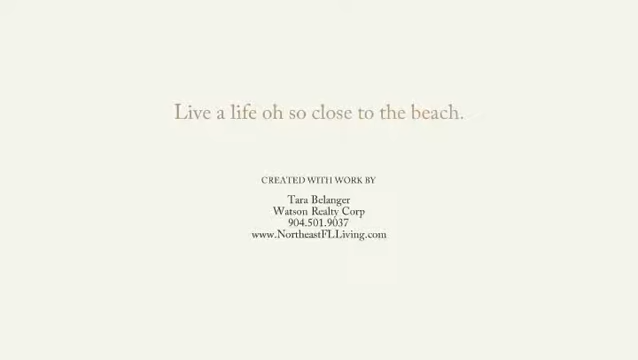 Live a life oh so close to the beach.
CREATED WITH WORK BY
Tara Belanger
Watson Realty Corp
904.501.9037
www.NortheastFLLiving.com